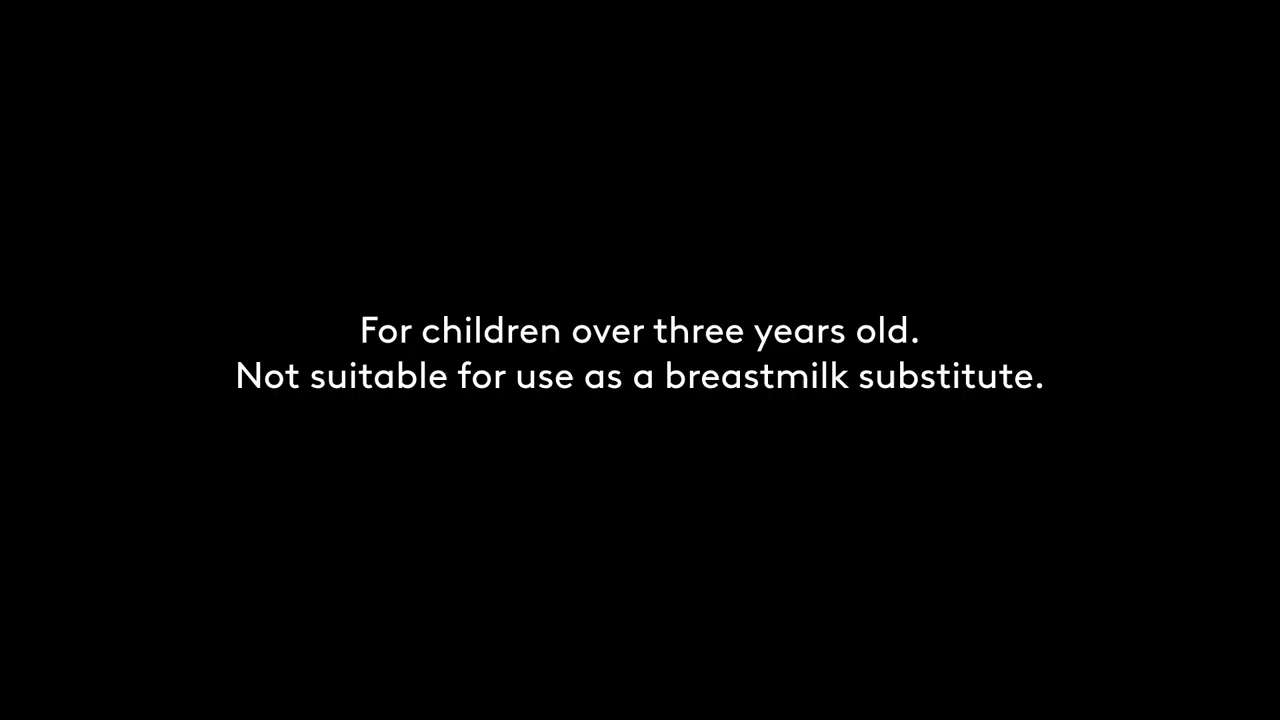 For children over three years old.
Not suitable for use as a breastmilk substitute.